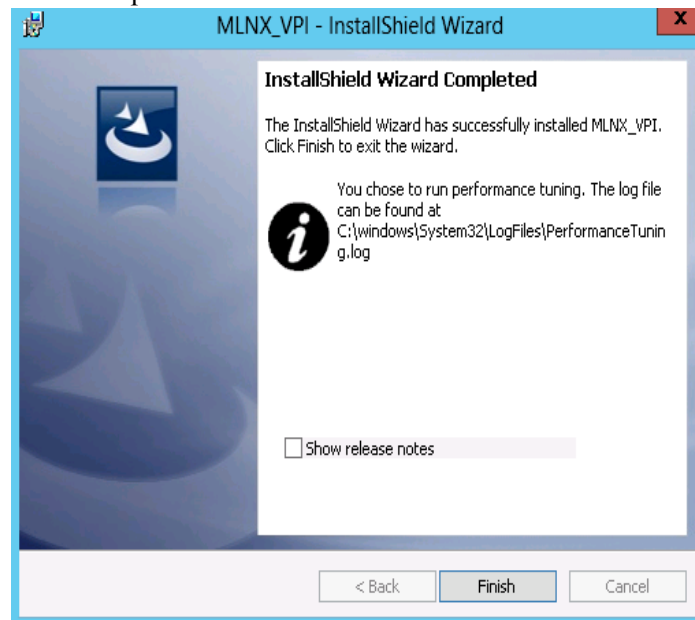 MLNX_VPI - InstallShield Wizard
X
InstallShield Wizard Completed
The InstallShield Wizard has successfully installed MLNX_VPI.
Click Finish to exit the wizard.
You chose to run performance tuning. The log file
can be found at
C:\windows\System32\LogFiles\PerformanceTunin
g.log
Show release notes
< Back
Finish
Cancel